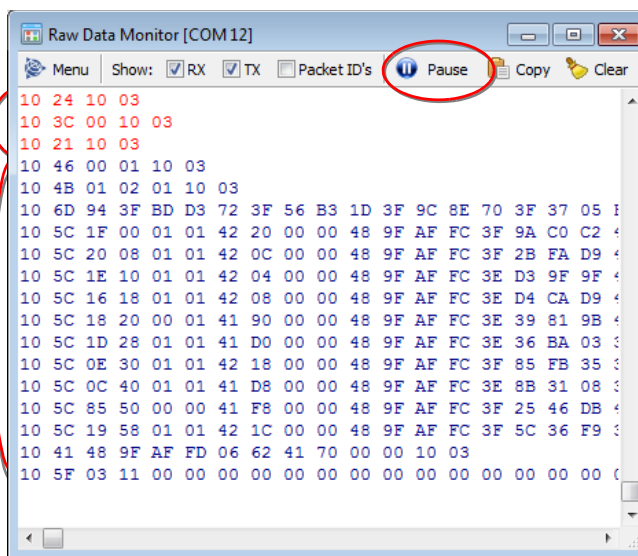 Raw Data Monitor [COM 12]
Menu Show: RX TX Packet ID's Pause Copy Clear
10 24 10 03
10 3C 00 10 03
10 21 10 03
10 46 00 01 10 03
10 4B 01 02 01 10 03
10 6D 94 3F BD D3 72 3F 56 B3 1D 3F 9C 8E 70 3F 37 05
10 5C 1F 00 01 01 42 20 00 00 48 9F AF FC 3F 9A C0 C2
10 5C 20 08 01 01 42 0C 00 00 48 9F AF FC 3F 2B FA D9
10 5C 1E 10 01 01 42 04 00 00 48 9F AF FC 3E D3 9F 9F
10 5C 16 18 01 01 42 08 00 00 48 9F AF FC 3E D4 CA D9
10 5C 18 20 00 01 41 90 00 00 48 9F AF FC 3E 39 81 9B
10 5C 1D 28 01 01 41 D0 00 00 48 9F AF FC 3E 36 BA 03
10 5C 0E 30 01 01 42 18 00 00 48 9F AF FC 3F 85 FB 35
10 5C 0C 40 01 01 41 D8 00 00 48 9F AF FC 3E 8B 31 08
10 5C 85 50 00 00 41 F8 00 00 48 9F AF FC 3F 25 46 DB
10 5C 19 58 01 01 42 1C 00 00 48 9F AF FC 3F 5C 36 F9
10 41 48 9F AF FD 06 62 41 70 00 00 10 03
10 5F 03 11 00 00 00 00 00 00 00 00 00 00 00 00 00 00